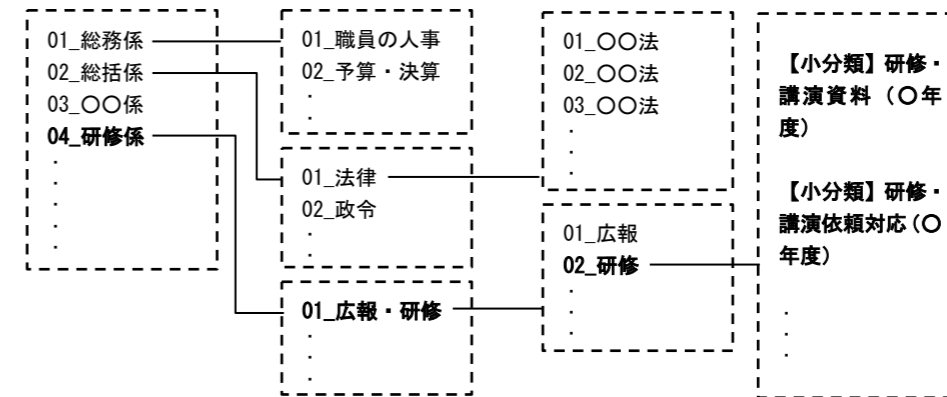 01_総務係
02_総括係
03_〇〇係
04_研修係
・
・
・
・
01_職員の人事
02_予算・決算
・
・
01_法律
02_政令
・
・
01_広報・研修
・
・
・
01_〇〇法
02_〇〇法
03_〇〇法
・
・
・
01_広報
02_研修
・
・
・
【小分類】研修・
講演資料（〇年
度）
【小分類】研修・
講演依頼対応（〇
年度）
・
・
・